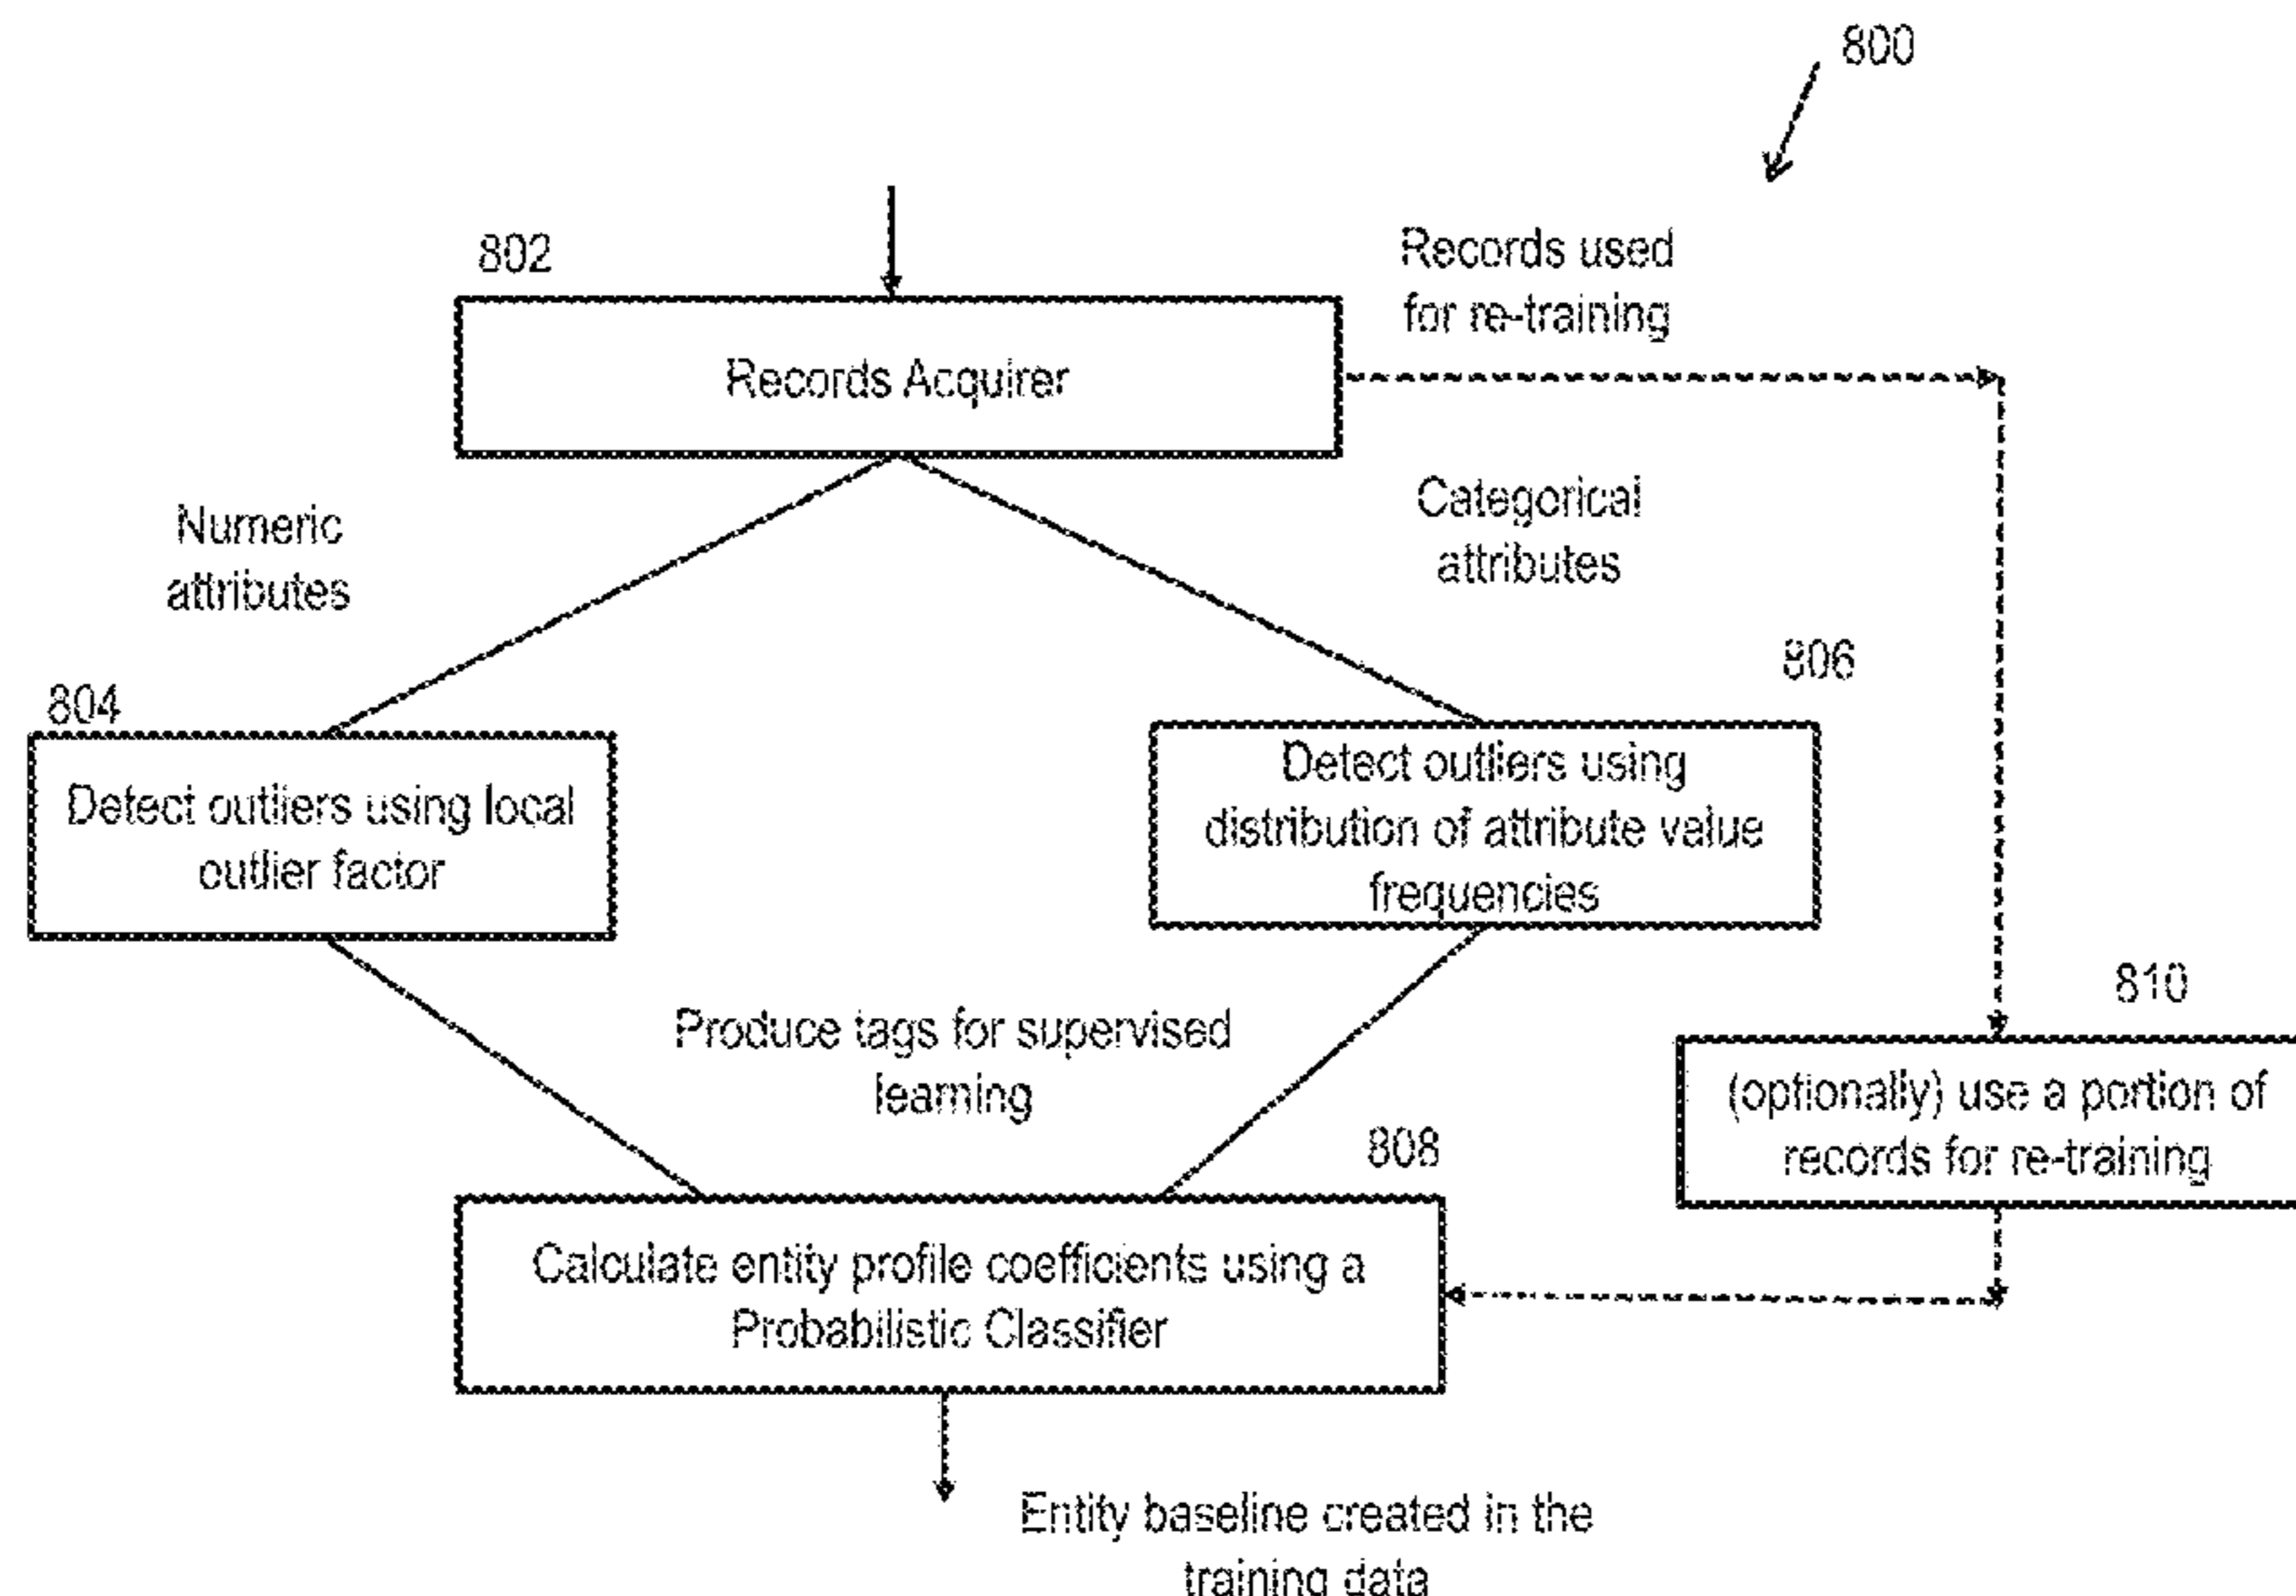 800
802
Records used
for re-training
Records Acquirer
Numeric
attributes
Categorical
attributes
804
806
Detect outliers using local
outlier factor
Detect outliers using
distribution of attribute value
frequencies
810
Produce tags for supervised
learning
(optionally) use a portion of
records for re-training
808
Calculate entity profile coefficients using a
Probabilistic Classifier
Entity baseline created in the
training data